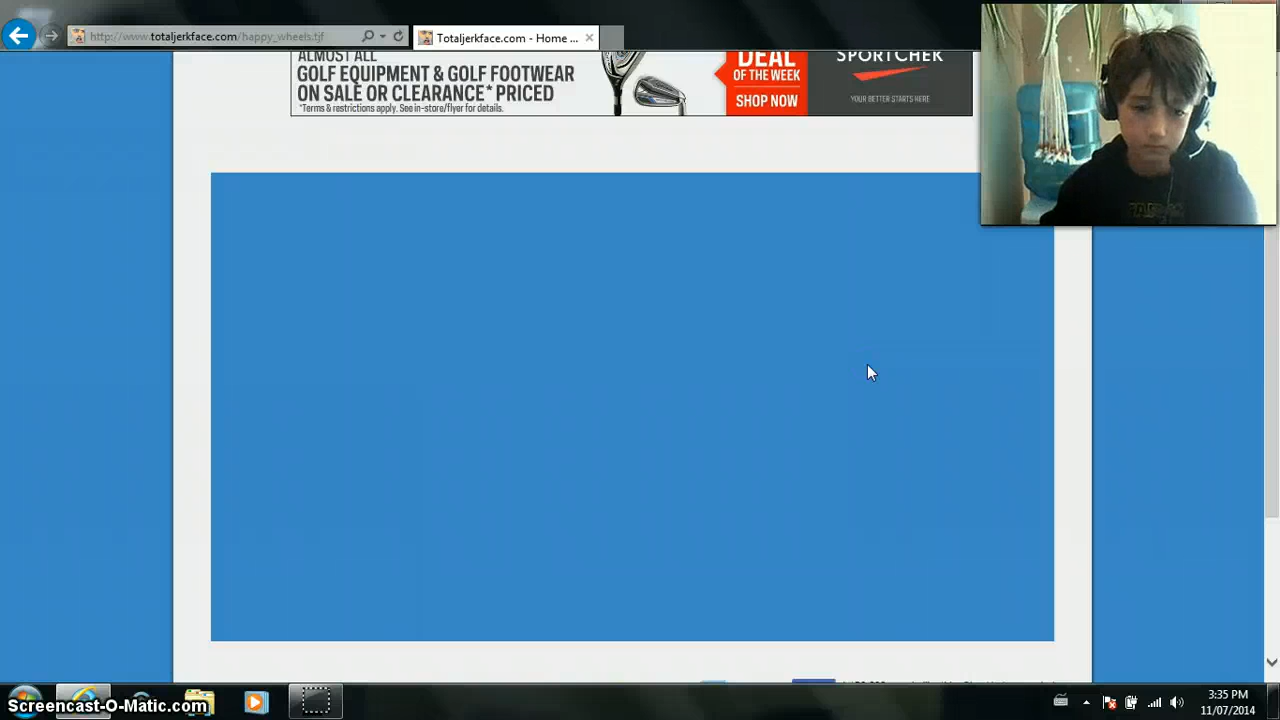 http://www.totaljerkface.com/happy_wheels.tjf
Totaljerkface.com - Home ...
ALMOST ALL
GOLF EQUIPMENT & GOLF FOOTWEAR
ON SALE OR CLEARANCE* PRICED
*Terms & restrictions apply. See in-store/flyer for details.
DEAL
OF THE WEEK
SHOP NOW
SPORTCHEK
YOUR BETTER STARTS HERE
3:35 PM
11/07/2014
Screencast-O-Matic.com